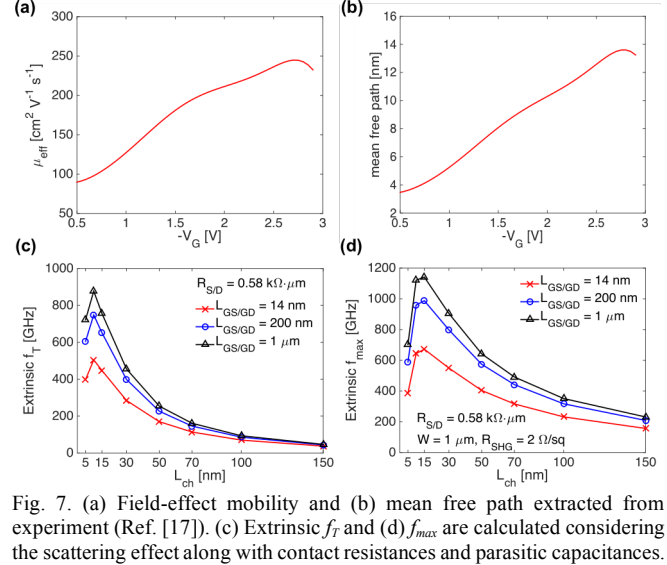 (a)
300
250
200
150
100
50
μeff [cm2 V-1 s-1]
0.5 1 1.5 2 2.5 3
-VG [V]
(b)
16
14
12
10
8
6
4
2
mean free path [nm]
0.5 1 1.5 2 2.5 3
-VG [V]
(c)
1000
800
600
400
200
0
Extrinsic fT [GHz]
RS/D = 0.58 kΩ·μm
LGS/GD = 14 nm
LGS/GD = 200 nm
LGS/GD = 1 μm
5 15 30 50 70 100 150
Lch [nm]
(d)
1200
1000
800
600
400
200
0
Extrinsic fmax [GHz]
LGS/GD = 14 nm
LGS/GD = 200 nm
LGS/GD = 1 μm
RS/D = 0.58 kΩ·μm
W = 1 μm, RSHG = 2 Ω/sq
5 15 30 50 70 100 150
Lch [nm]
Fig. 7. (a) Field-effect mobility and (b) mean free path extracted from
experiment (Ref. [17]). (c) Extrinsic fT and (d) fmax are calculated considering
the scattering effect along with contact resistances and parasitic capacitances.